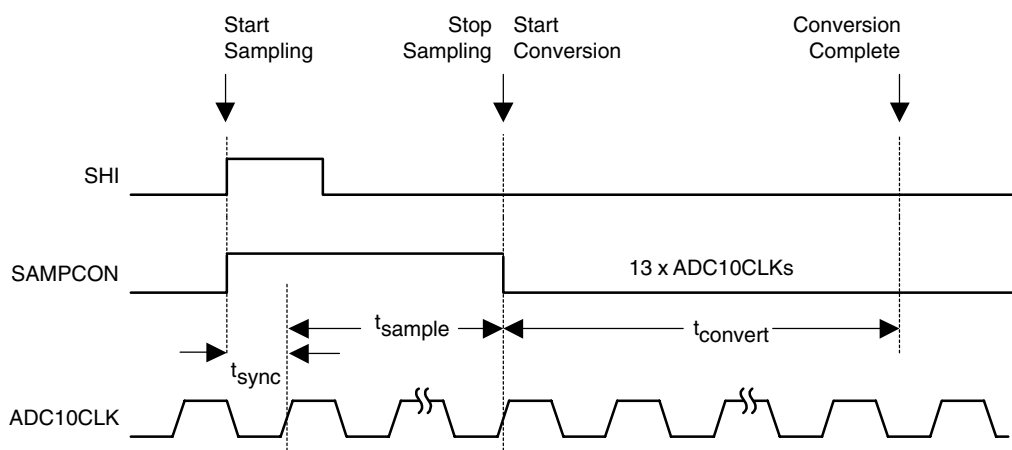 Start
Sampling
Stop
Sampling
Start
Conversion
Conversion
Complete
SHI
SAMPCON
13 x ADC10CLKs
tsample
tconvert
tsync
ADC10CLK